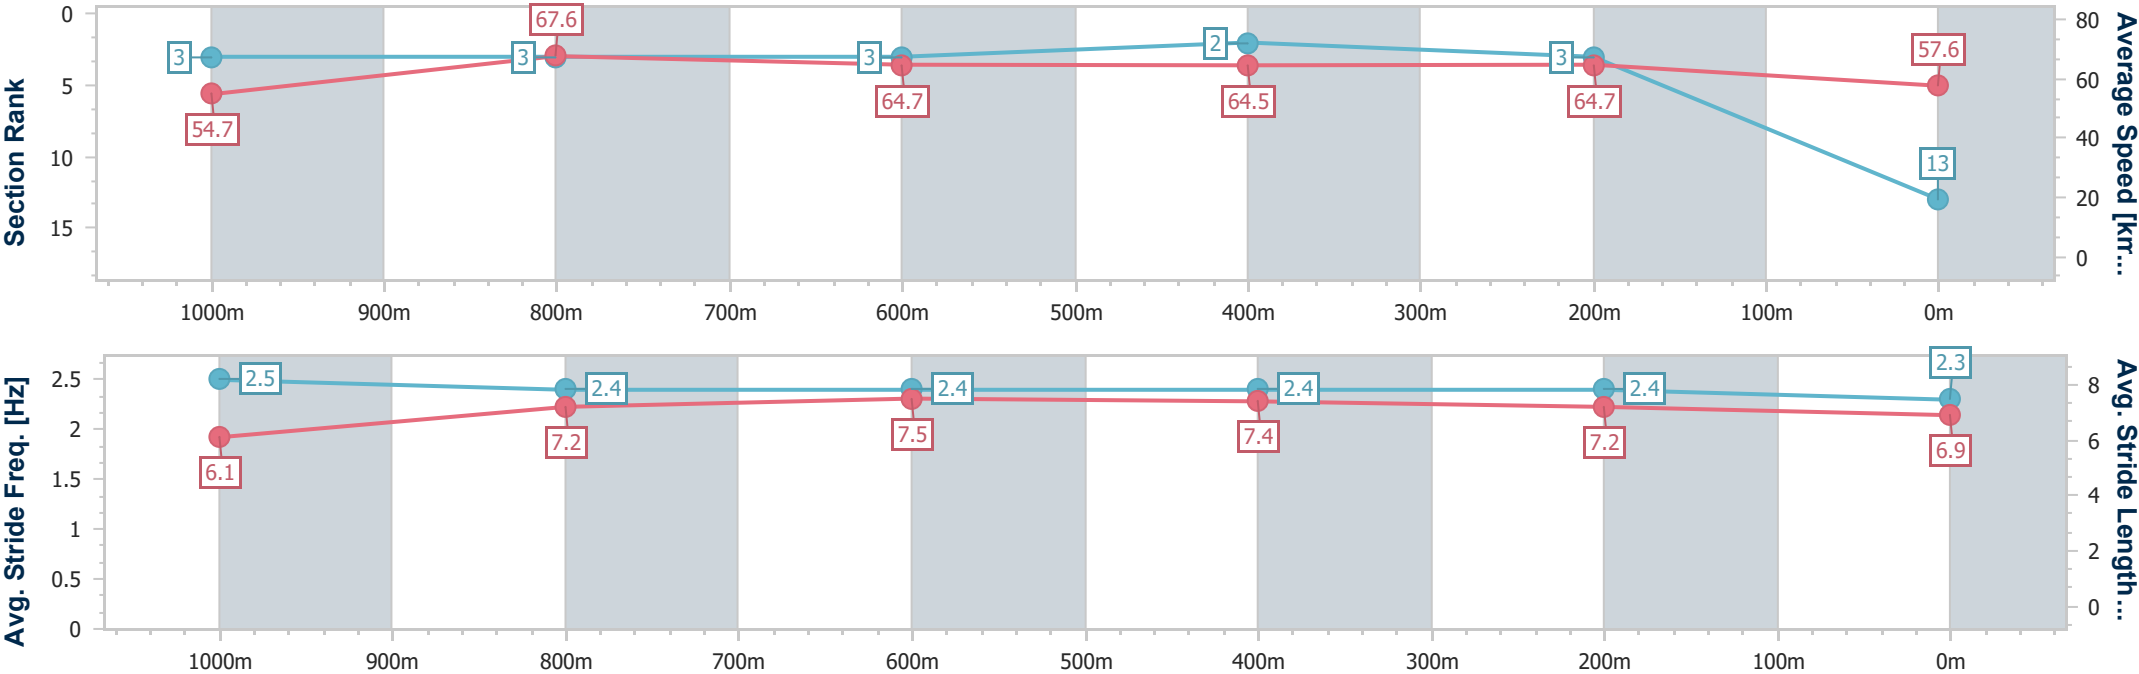 Section Rank
0
5
10
15
3
3
3
2
3
13
54.7
67.6
64.7
64.5
64.7
57.6
80
60
40
20
0
Average Speed [km...
1000m
900m
800m
700m
600m
500m
400m
300m
200m
100m
0m
Avg. Stride Freq. [Hz]
2.5
2
1.5
1
0.5
0
2.5
2.4
2.4
2.4
2.4
2.3
6.1
7.2
7.5
7.4
7.2
6.9
8
6
4
2
0
Avg. Stride Length...
1000m
900m
800m
700m
600m
500m
400m
300m
200m
100m
0m